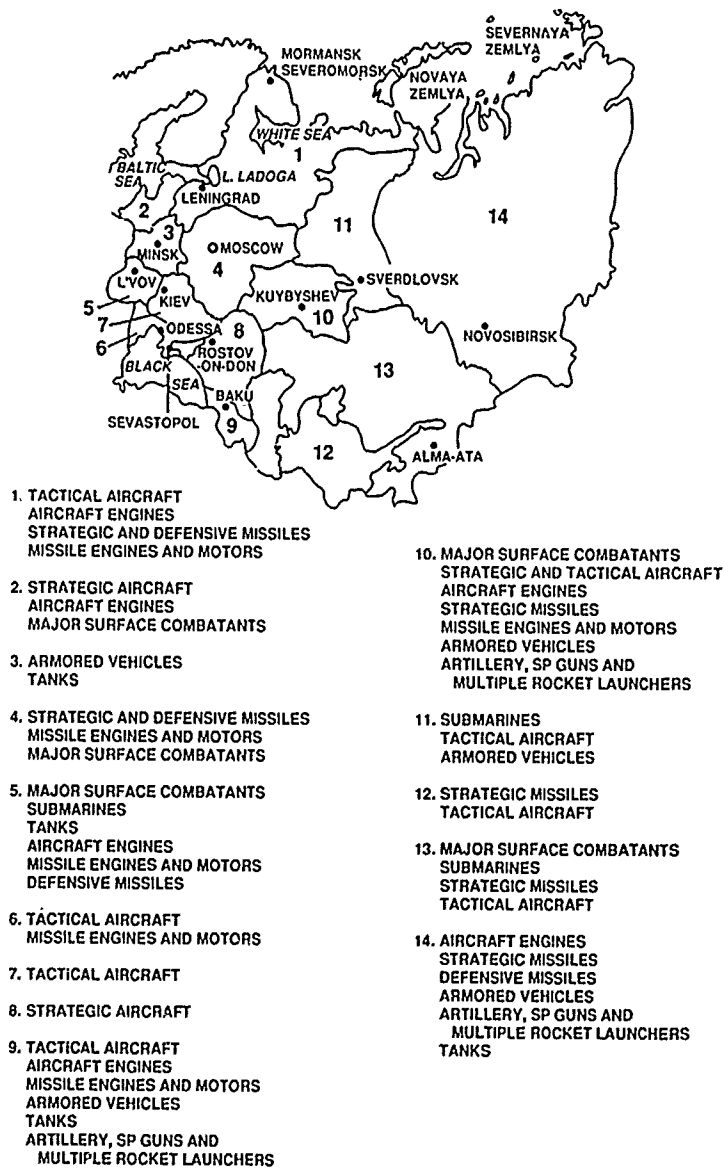 SEVERNAYA
ZEMLYA
MORMANSK
SEVEROMORSK
NOVAYA
ZEMLYA
WHITE SEA
1
BALTIC
SEA
L. LADOGA
LENINGRAD
2
3
MINSK
MOSCOW
4
11
14
L'VOV
5
KIEV
KUYBYSHEV
10
SVERDLOVSK
7
6
ODESSA
8
ROSTOV
-ON-DON
NOVOSIBIRSK
BLACK
SEA
13
BAKU
SEVASTOPOL
9
12
ALMA-ATA
1. TACTICAL AIRCRAFT
AIRCRAFT ENGINES
STRATEGIC AND DEFENSIVE MISSILES
MISSILE ENGINES AND MOTORS
2. STRATEGIC AIRCRAFT
AIRCRAFT ENGINES
MAJOR SURFACE COMBATANTS
3. ARMORED VEHICLES
TANKS
4. STRATEGIC AND DEFENSIVE MISSILES
MISSILE ENGINES AND MOTORS
MAJOR SURFACE COMBATANTS
5. MAJOR SURFACE COMBATANTS
SUBMARINES
TANKS
AIRCRAFT ENGINES
MISSILE ENGINES AND MOTORS
DEFENSIVE MISSILES
6. TACTICAL AIRCRAFT
MISSILE ENGINES AND MOTORS
7. TACTICAL AIRCRAFT
8. STRATEGIC AIRCRAFT
9. TACTICAL AIRCRAFT
AIRCRAFT ENGINES
MISSILE ENGINES AND MOTORS
ARMORED VEHICLES
TANKS
ARTILLERY, SP GUNS AND
MULTIPLE ROCKET LAUNCHERS
10. MAJOR SURFACE COMBATANTS
STRATEGIC AND TACTICAL AIRCRAFT
AIRCRAFT ENGINES
STRATEGIC MISSILES
MISSILE ENGINES AND MOTORS
ARMORED VEHICLES
ARTILLERY, SP GUNS AND
MULTIPLE ROCKET LAUNCHERS
11. SUBMARINES
TACTICAL AIRCRAFT
ARMORED VEHICLES
12. STRATEGIC MISSILES
TACTICAL AIRCRAFT
13. MAJOR SURFACE COMBATANTS
SUBMARINES
STRATEGIC MISSILES
TACTICAL AIRCRAFT
14. AIRCRAFT ENGINES
STRATEGIC MISSILES
DEFENSIVE MISSILES
ARMORED VEHICLES
ARTILLERY, SP GUNS AND
MULTIPLE ROCKET LAUNCHERS
TANKS